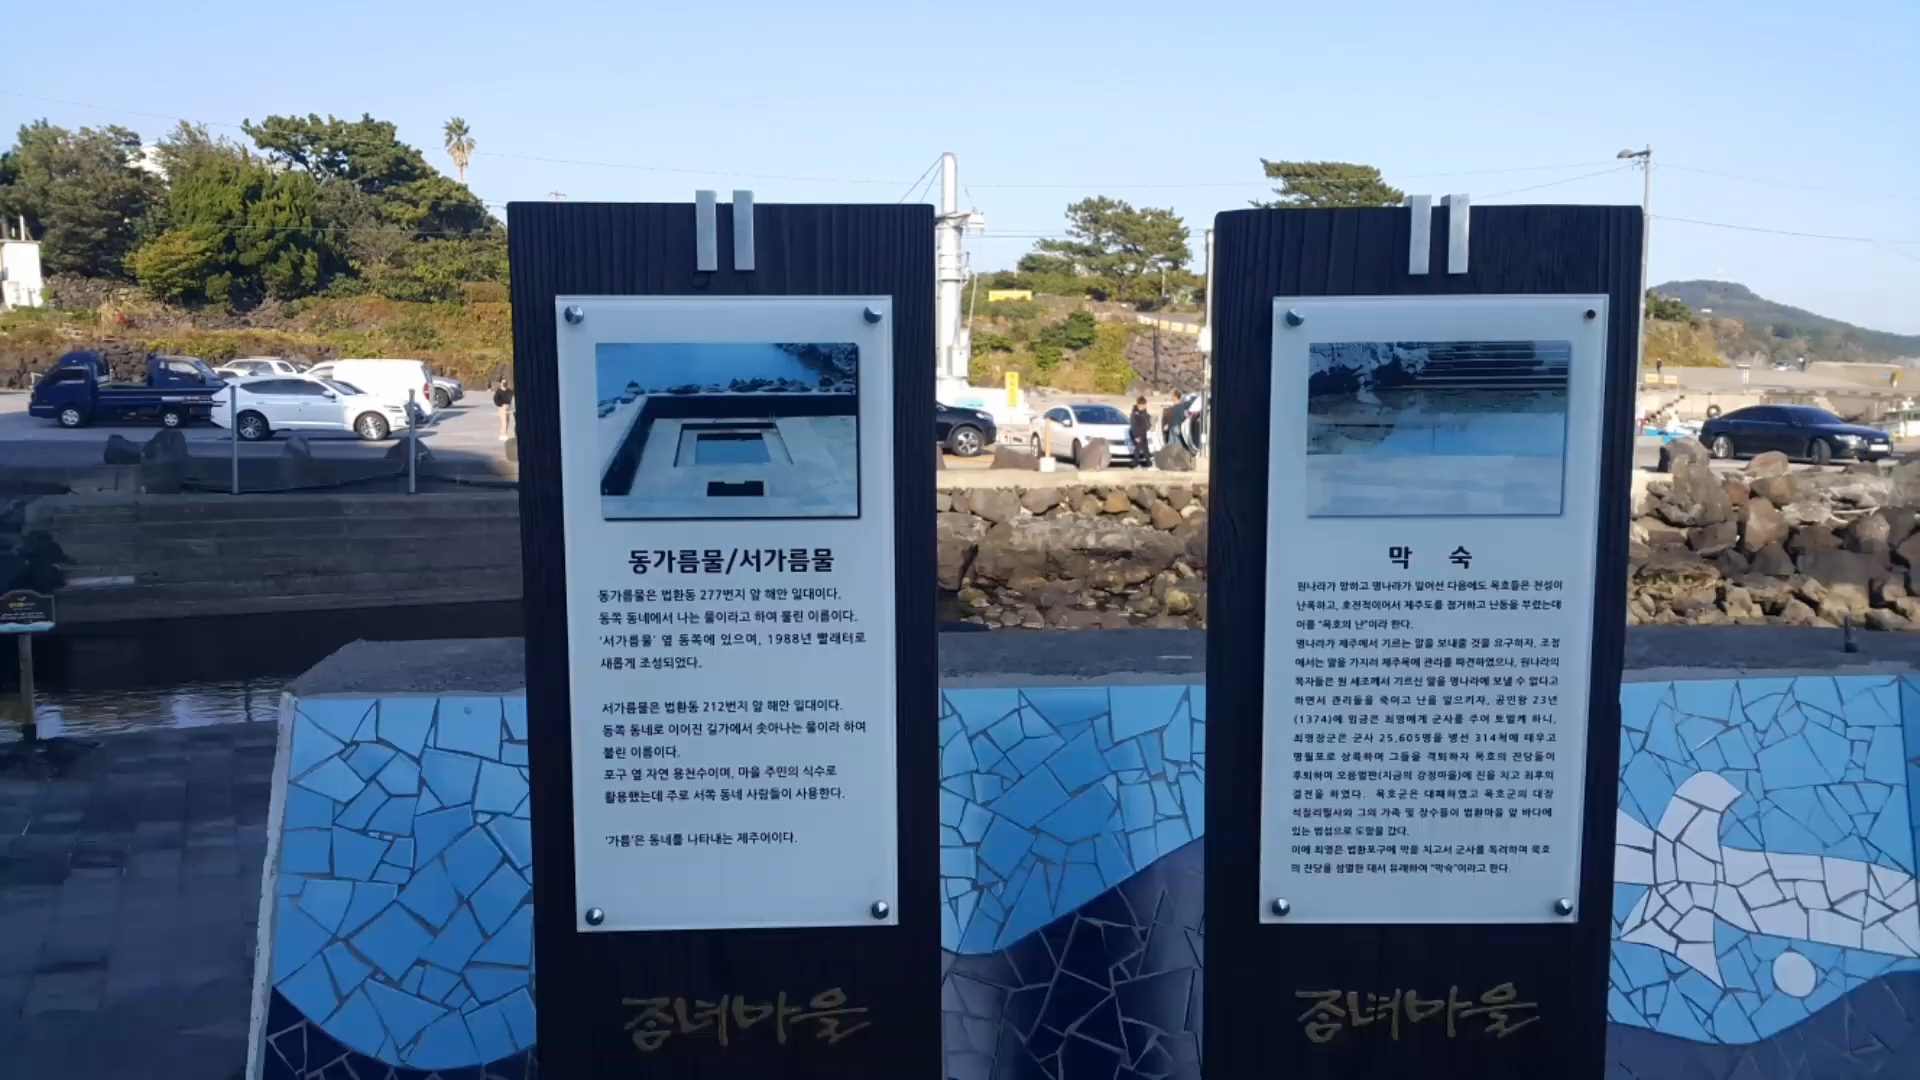 동가름물/서가름물
동가름물은 법환동 277번지 앞 해안 일대이다.
동쪽 동네에서 나는 물이라고 하여 불린 이름이다.
'서가름물' 옆 동쪽에 있으며, 1988년 빨래터로
새롭게 조성되었다.
서가름물은 법환동 212번지 앞 해안 일대이다.
동쪽 동네로 이어진 길가에서 솟아나는 물이라 하여
불린 이름이다.
포구 옆 자연 용천수이며, 마을 주민의 식수로
활용했는데 주로 서쪽 동네 사람들이 사용한다.
'가름'은 동네를 나타내는 제주어이다.
좀녀마을
막 숙
원나라가 망하고 명나라가 일어선 다음에도 목호들은 천성이
난폭하고, 호전적이어서 제주도를 점거하고 난동을 부렸는데
이를 "목호의 난"이라 한다.
명나라가 제주에서 기르는 말을 보내줄 것을 요구하자, 조정
에서는 말을 가지러 제주목에 관리를 파견하였으나, 원나라의
목자들은 원 세조께서 기르신 말을 명나라에 보낼 수 없다고
하면서 관리들을 죽이고 난을 일으키자, 공민왕 23년
(1374)에 임금은 최영에게 군사를 주어 토벌케 하니,
최영장군은 군사 25,605명을 병선 314척에 태우고
명월포로 상륙하여 그들을 격퇴하자 목호의 잔당들이
후퇴하며 오음벌판(지금의 강정마을)에 진을 치고 최후의
결전을 하였다. 목호군은 대패하였고 목호군의 대장
석질리필사와 그의 가족 및 장수들이 법환마을 앞 바다에
있는 범섬으로 도망을 갔다.
이에 최영은 법환포구에 막을 치고서 군사를 독려하며 목호
의 잔당을 섬멸한 데서 유래하여 "막숙"이라고 한다.
좀녀마을